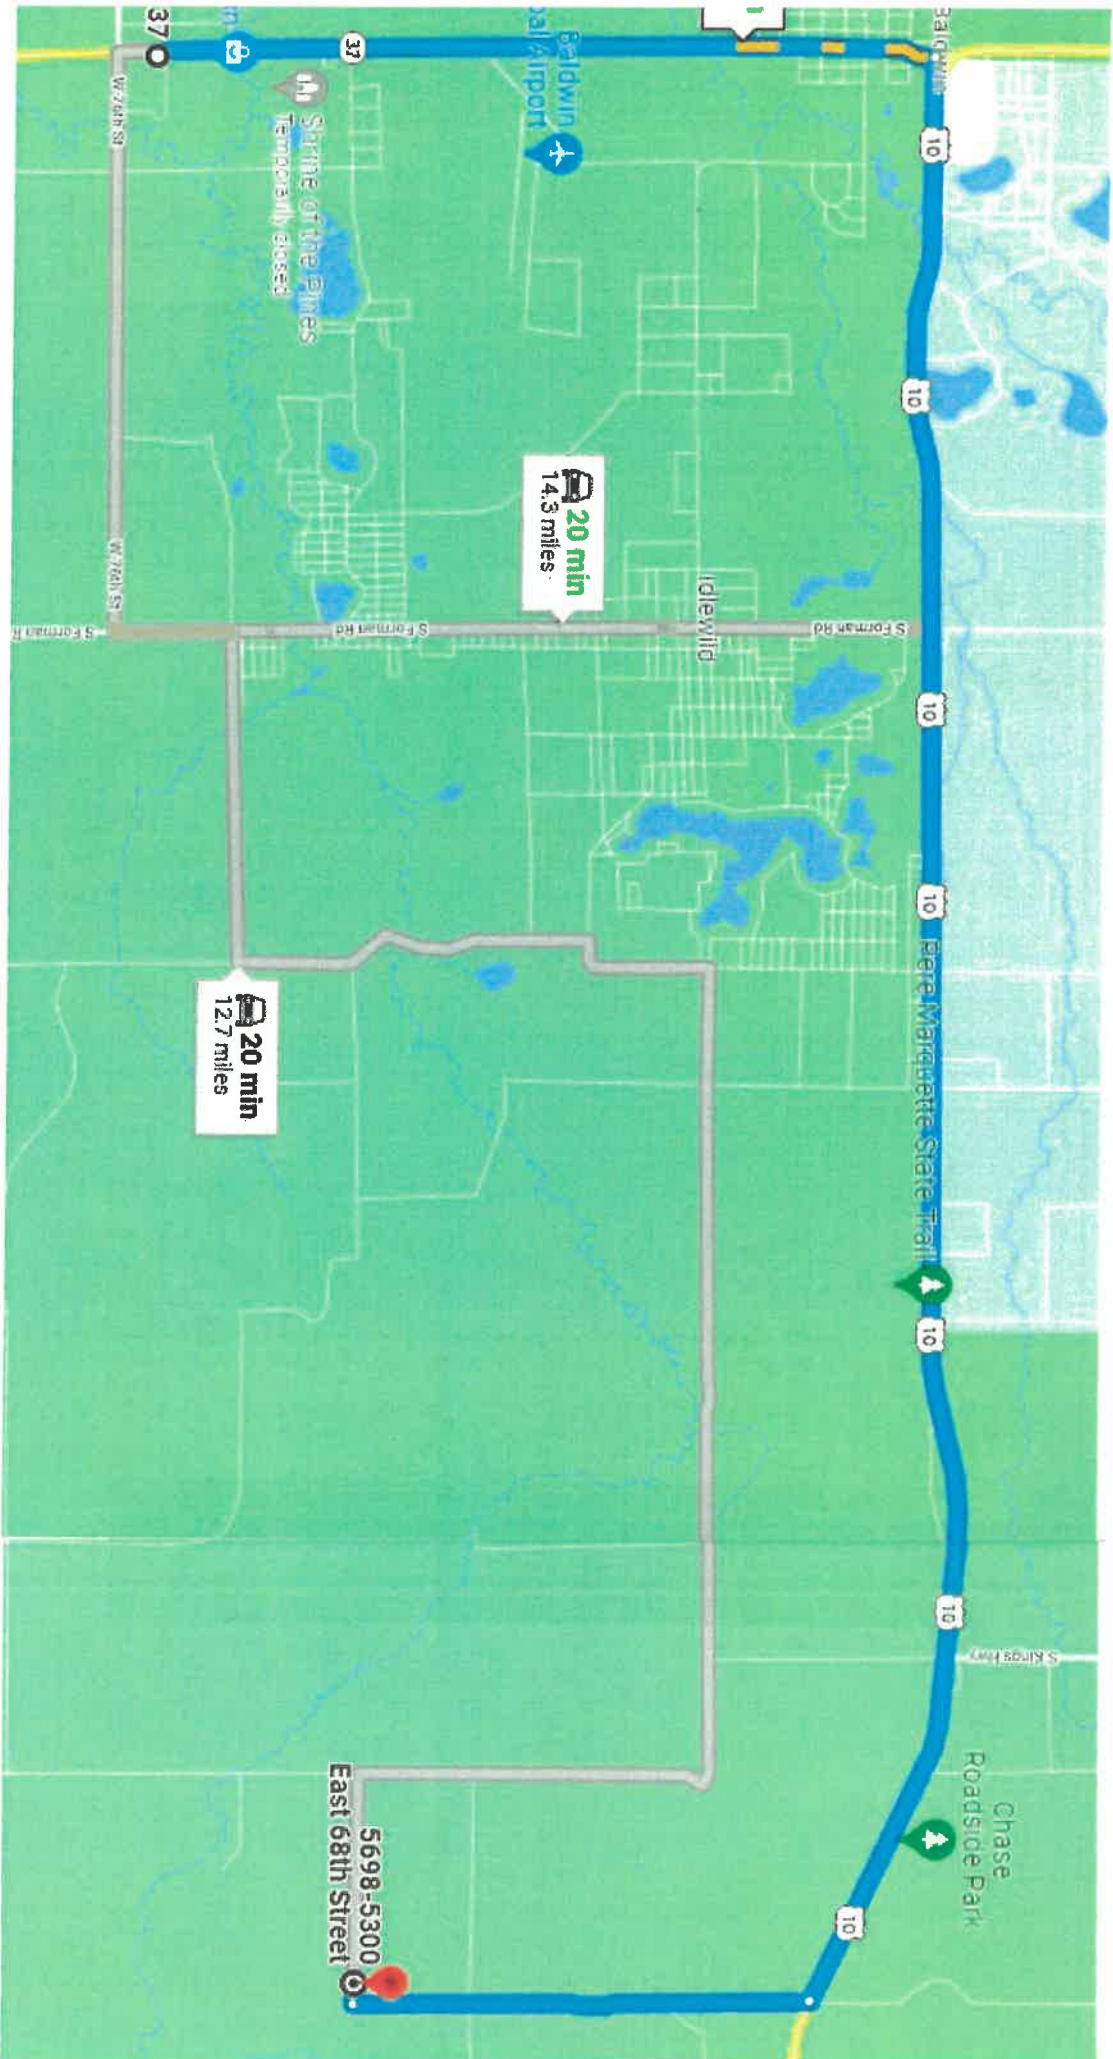 37
W 76th St
W 76th St
37
Shrine of the Pines
Temporarily closed
Baldwin
Airport
10
10
20 min
14.3 miles
Idlewild
S Forman Rd
S Forman Rd
S Forman R
10
10
Pere Marquette State Trail
10
20 min
12.7 miles
10
S Kings Hwy
Chase
Roadside Park
10
5698-5300
East 68th Street